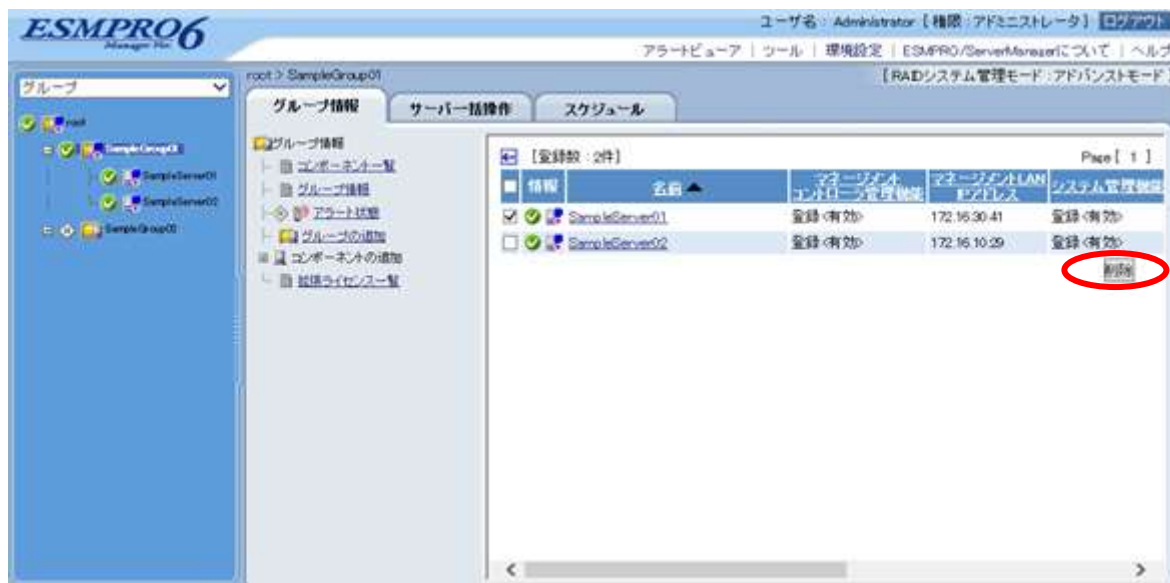 ESMPRO6
Manager Ver.
ユーザ名 : Administrator 【 権限 : アドミニストレータ 】 ログアウト
アラートビューア | ツール | 環境設定 | ESMPRO/ServerManagerについて | ヘルプ
グループ
root > SampleGroup01
【 RAIDシステム管理モード : アドバンストモード
グループ情報 サーバ一括操作 スケジュール
root
SampleGroup01
SampleServer01
SampleServer02
SampleGroup02
グループ情報
コンポーネント一覧
グループ情報
アラート状態
グループの追加
コンポーネントの追加
拡張ライセンス一覧
[登録数 : 2件] Page [ 1 ]
情報 名前▲ マネージメントコントローラ管理機能 マネージメントLAN IPアドレス システム管理機能
SampleServer01 登録<有効> 172.16.30.41 登録<有効>
SampleServer02 登録<有効> 172.16.10.29 登録<有効>
削除